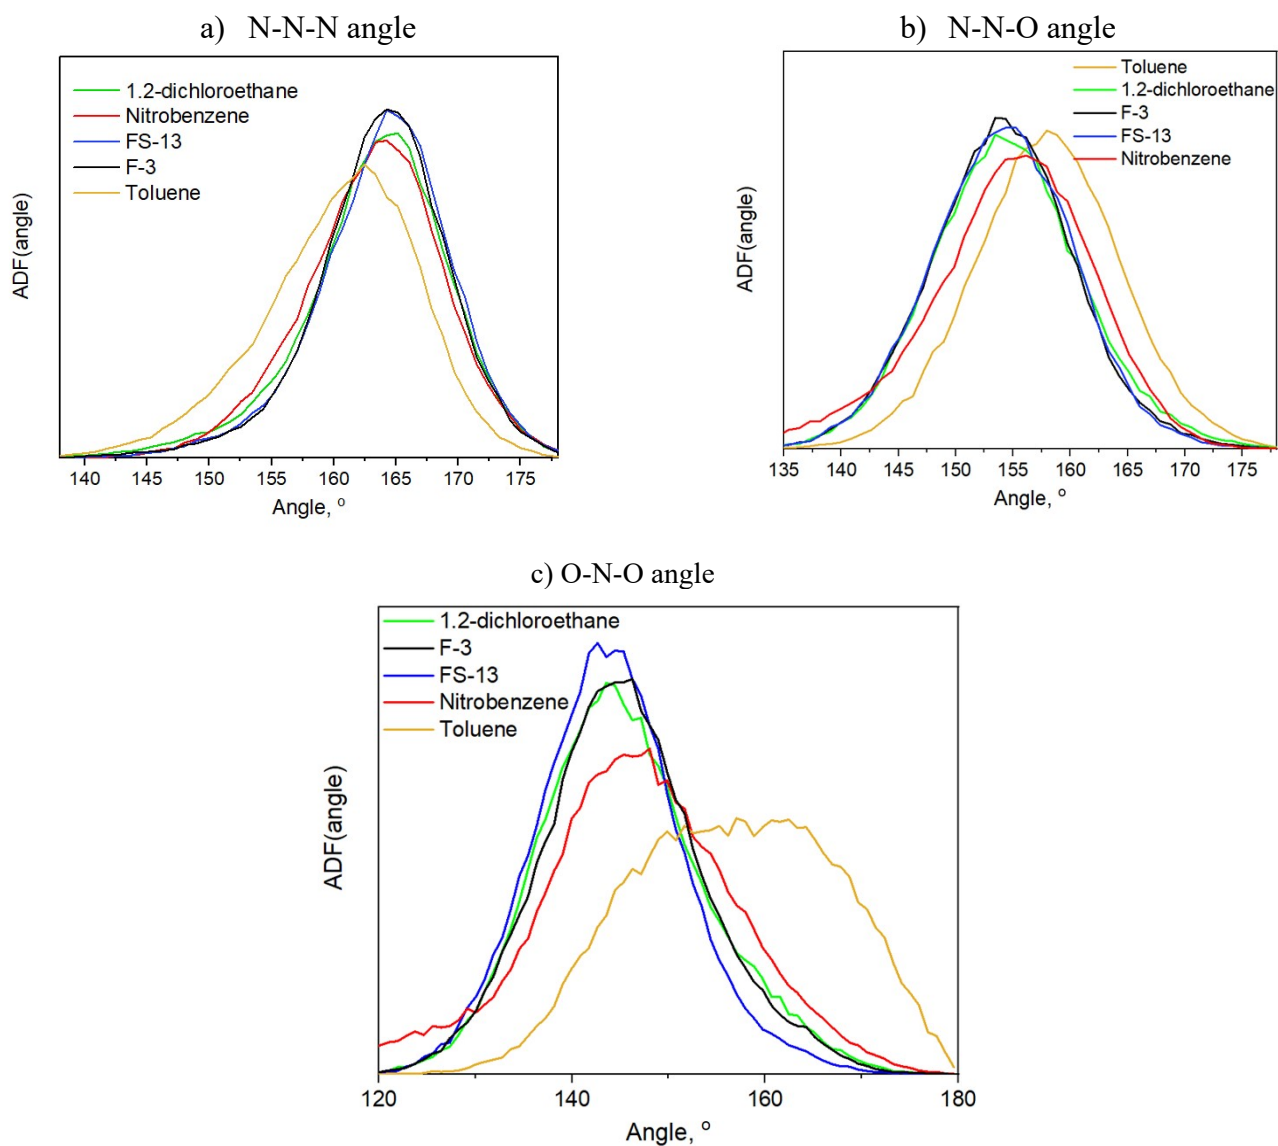 a) N-N-N angle
1.2-dichloroethane
Nitrobenzene
FS-13
F-3
Toluene
ADF(angle)
140 145 150 155 160 165 170 175
Angle, º
b) N-N-O angle
Toluene
1.2-dichloroethane
F-3
FS-13
Nitrobenzene
ADF(angle)
135 140 145 150 155 160 165 170 175
Angle, º
c) O-N-O angle
1.2-dichloroethane
F-3
FS-13
Nitrobenzene
Toluene
ADF(angle)
120 140 160 180
Angle, º